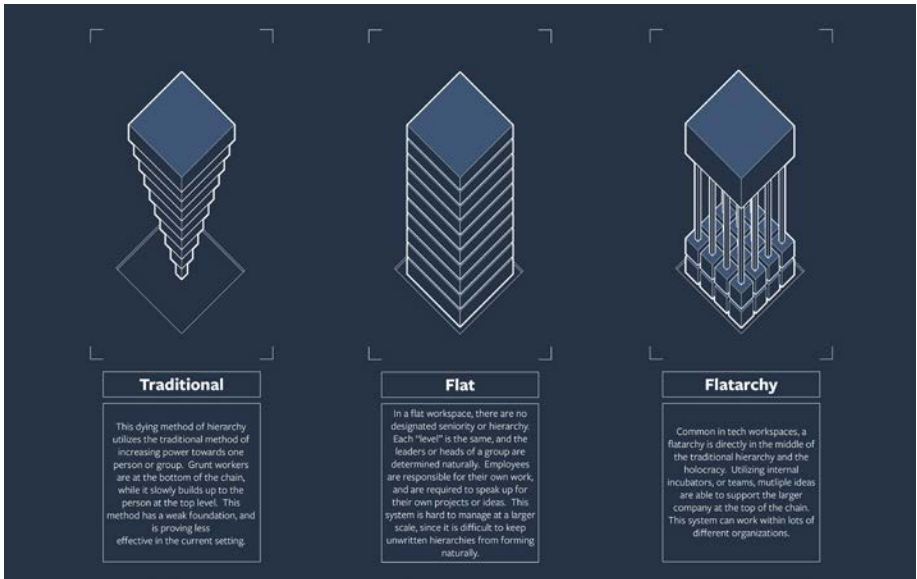 Traditional
This dying method of hierarchy
utilizes the traditional method of
increasing power towards one
person or group. Grunt workers
are at the bottom of the chain,
while it slowly builds up to the
person at the top level. This
method has a weak foundation, and
is proving less
effective in the current setting.
Flat
In a flat workspace, there are no
designated seniority or hierarchy.
Each "level" is the same, and the
leaders or heads of a group are
determined naturally. Employees
are responsible for their own work,
and are required to speak up for
their own projects or ideas. This
system is hard to manage at a larger
scale, since it is difficult to keep
unwritten hierarchies from forming
naturally.
Flatarchy
Common in tech workspaces, a
flatarchy is directly in the middle of
the traditional hierarchy and the
holocracy. Utilizing internal
incubators, or teams, mutliple ideas
are able to support the larger
company at the top of the chain.
This system can work within lots of
different organizations.